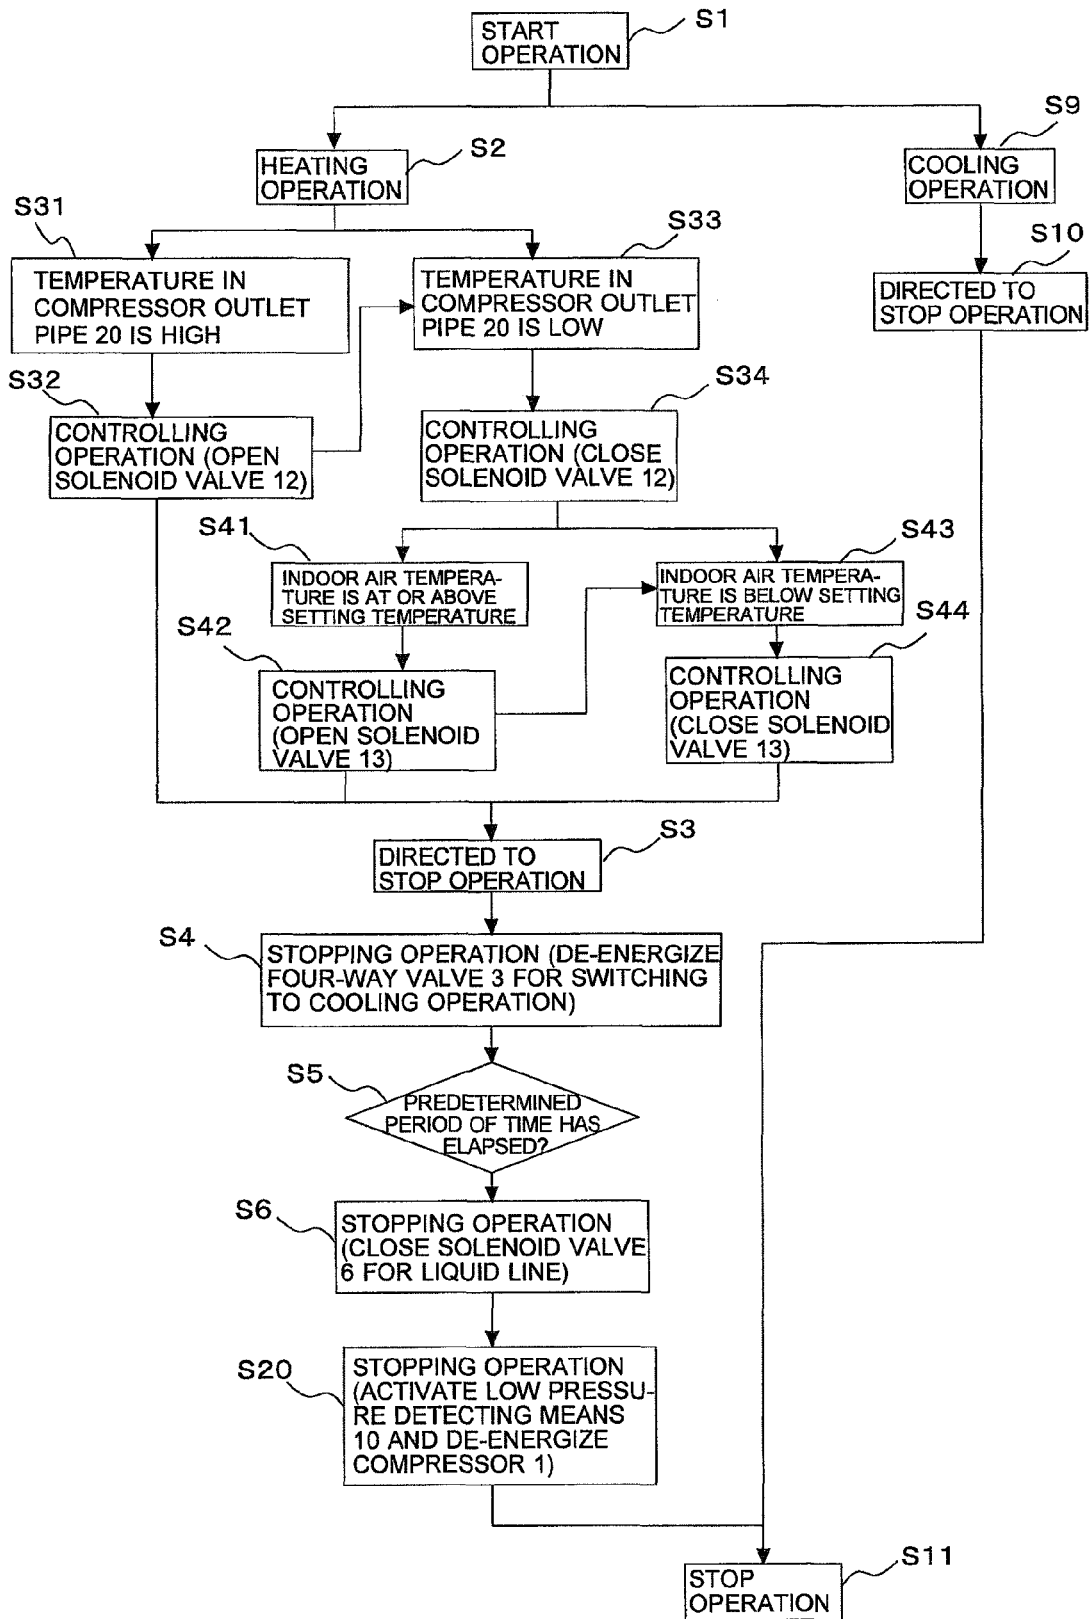 S1
START
OPERATION
S9
S2
HEATING
OPERATION
COOLING
OPERATION
S31
S33
S10
TEMPERATURE IN
COMPRESSOR OUTLET
PIPE 20 IS HIGH
TEMPERATURE IN
COMPRESSOR OUTLET
PIPE 20 IS LOW
DIRECTED TO
STOP OPERATION
S32
S34
CONTROLLING
OPERATION (OPEN
SOLENOID VALVE 12)
CONTROLLING
OPERATION (CLOSE
SOLENOID VALVE 12)
S41
S43
INDOOR AIR TEMPERA-
TURE IS AT OR ABOVE
SETTING TEMPERATURE
INDOOR AIR TEMPERA-
TURE IS BELOW SETTING
TEMPERATURE
S42
S44
CONTROLLING
OPERATION
(OPEN SOLENOID
VALVE 13)
CONTROLLING
OPERATION
(CLOSE SOLENOID
VALVE 13)
S3
DIRECTED TO
STOP OPERATION
S4
STOPPING OPERATION (DE-ENERGIZE
FOUR-WAY VALVE 3 FOR SWITCHING
TO COOLING OPERATION)
S5
PREDETERMINED
PERIOD OF TIME HAS
ELAPSED?
S6
STOPPING OPERATION
(CLOSE SOLENOID VALVE
6 FOR LIQUID LINE)
S20
STOPPING OPERATION
(ACTIVATE LOW PRESSU-
RE DETECTING MEANS
10 AND DE-ENERGIZE
COMPRESSOR 1)
S11
STOP
OPERATION